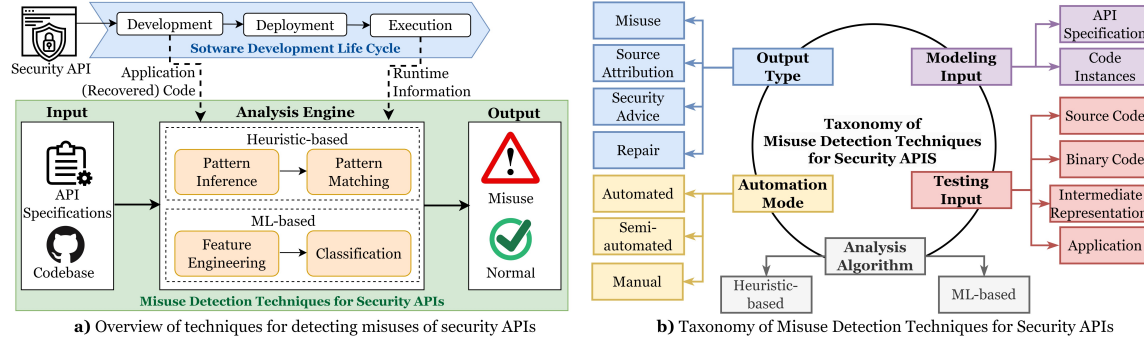 Security API
Development
Deployment
Execution
Sotware Development Life Cycle
Application
(Recovered) Code
Runtime
Information
Input
Analysis Engine
Output
API
Specifications
Codebase
Heuristic-based
Pattern
Inference
Pattern
Matching
ML-based
Feature
Engineering
Classification
Misuse
Normal
Misuse Detection Techniques for Security APIs
a) Overview of techniques for detecting misuses of security APIs
Misuse
Source
Attribution
Security
Advice
Repair
Output
Type
Automated
Semi-
automated
Manual
Automation
Mode
Taxonomy of
Misuse Detection Techniques
for Security APIS
Modeling
Input
API
Specification
Code
Instances
Testing
Input
Source Code
Binary Code
Intermediate
Representation
Application
Analysis
Algorithm
Heuristic-
based
ML-based
b) Taxonomy of Misuse Detection Techniques for Security APIs